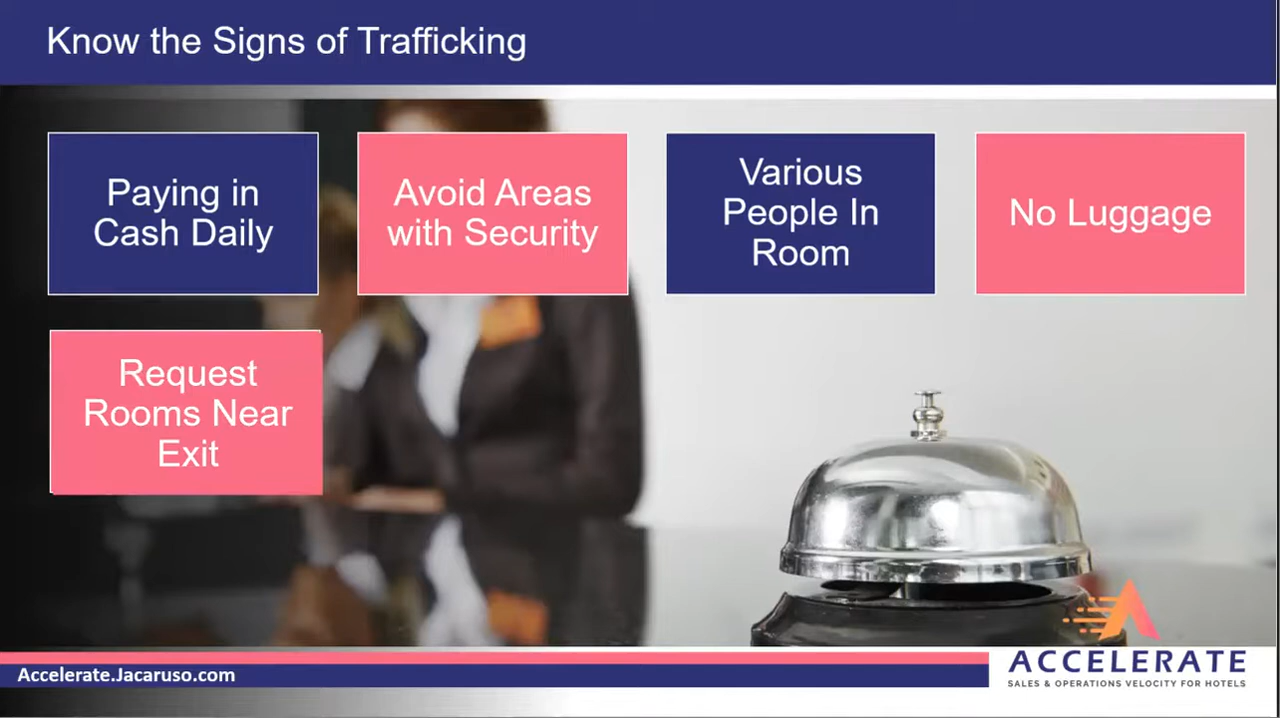 Know the Signs of Trafficking
Paying in
Cash Daily
Avoid Areas
with Security
Various
People In
Room
No Luggage
Request
Rooms Near
Exit
Accelerate.Jacaruso.com
ACCELERATE
SALES & OPERATIONS VELOCITY FOR HOTELS